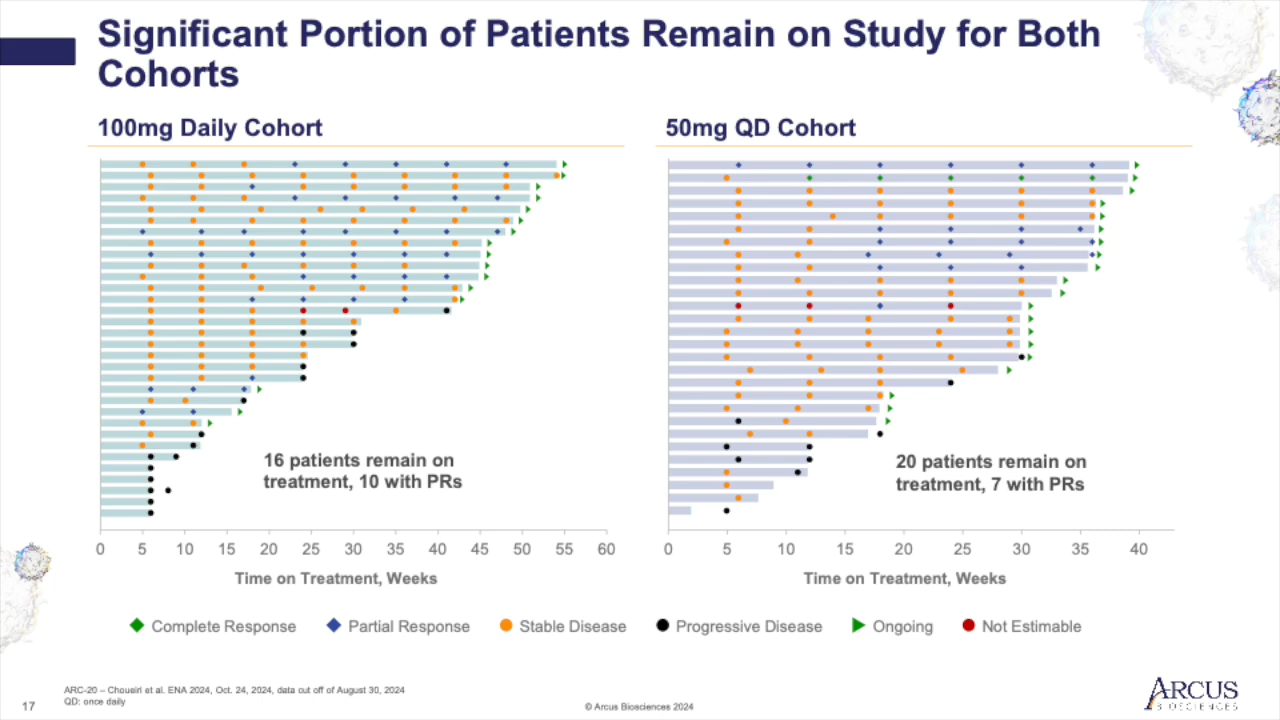 Significant Portion of Patients Remain on Study for Both
Cohorts
100mg Daily Cohort
16 patients remain on
treatment, 10 with PRs
0 5 10 15 20 25 30 35 40 45 50 55 60
Time on Treatment, Weeks
50mg QD Cohort
20 patients remain on
treatment, 7 with PRs
0 5 10 15 20 25 30 35 40
Time on Treatment, Weeks
Complete Response Partial Response Stable Disease Progressive Disease Ongoing Not Estimable
ARC-20 – Choueiri et al. ENA 2024, Oct. 24, 2024, data cut off of August 30, 2024
QD: once daily
17
© Arcus Biosciences 2024
ARCUS
BIOSCIENCES